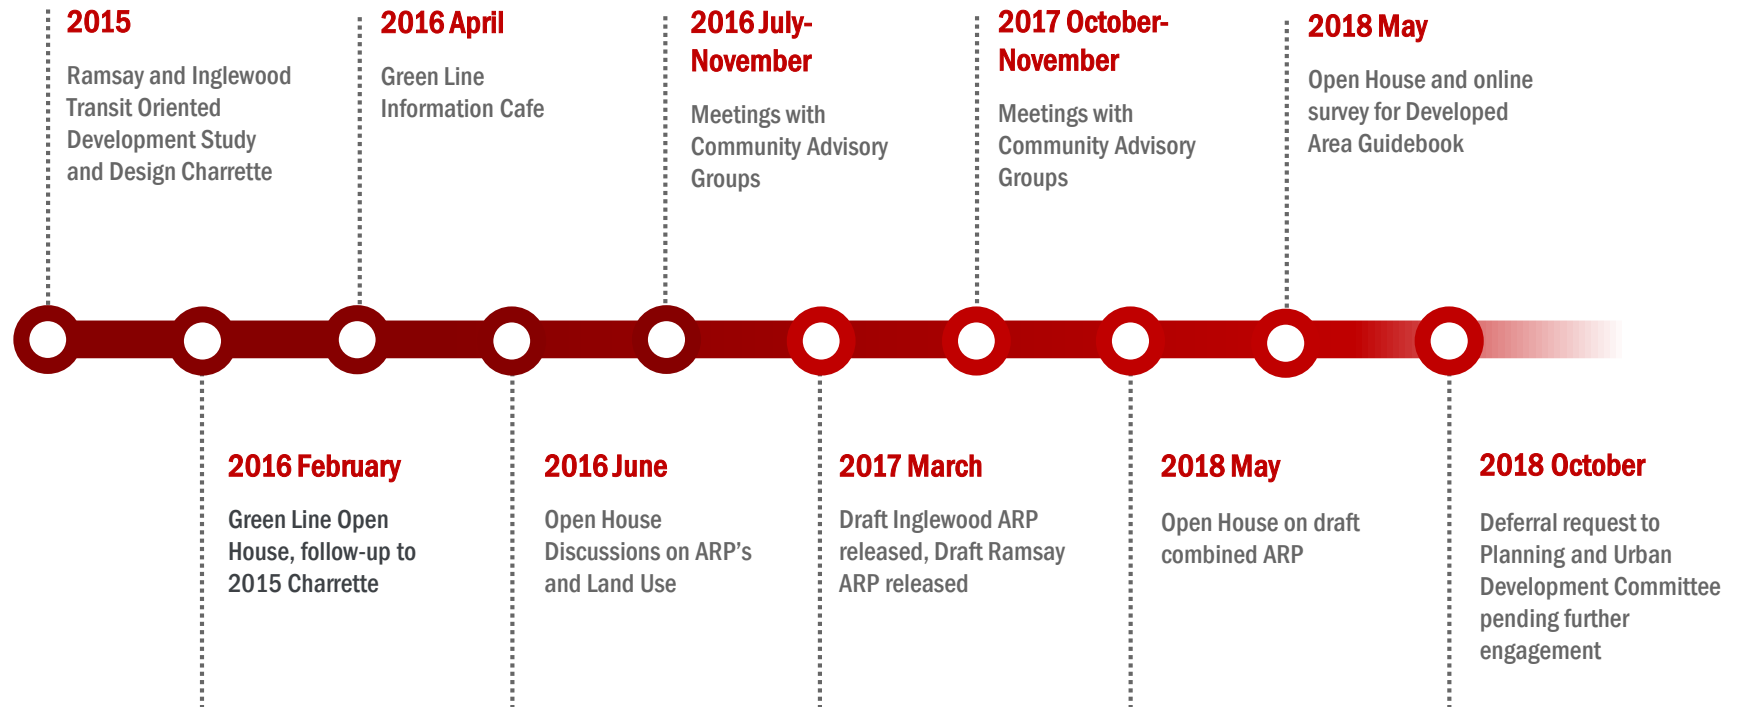 2015
Ramsay and Inglewood
Transit Oriented
Development Study
and Design Charrette
2016 April
Green Line
Information Cafe
2016 July-
November
Meetings with
Community Advisory
Groups
2017 October-
November
Meetings with
Community Advisory
Groups
2018 May
Open House and online
survey for Developed
Area Guidebook
2016 February
Green Line Open
House, follow-up to
2015 Charrette
2016 June
Open House
Discussions on ARP’s
and Land Use
2017 March
Draft Inglewood ARP
released, Draft Ramsay
ARP released
2018 May
Open House on draft
combined ARP
2018 October
Deferral request to
Planning and Urban
Development Committee
pending further
engagement